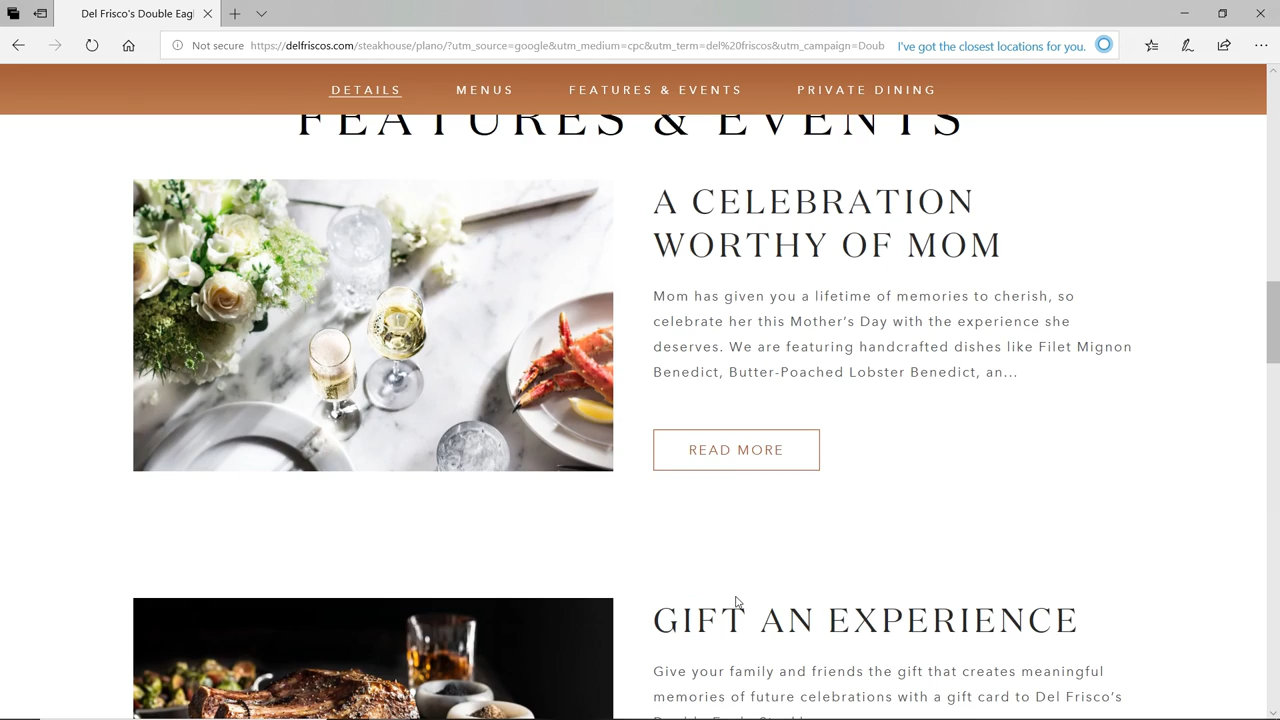 Del Frisco's Double Eagl
Not secure https://delfriscos.com/steakhouse/plano/?utm_source=google&utm_medium=cpc&utm_term=del%20friscos&utm_campaign=Doub I've got the closest locations for you.
DETAILS MENUS FEATURES & EVENTS PRIVATE DINING
FEATURES & EVENTS
A CELEBRATION
WORTHY OF MOM
Mom has given you a lifetime of memories to cherish, so
celebrate her this Mother's Day with the experience she
deserves. We are featuring handcrafted dishes like Filet Mignon
Benedict, Butter-Poached Lobster Benedict, an...
READ MORE
GIFT AN EXPERIENCE
Give your family and friends the gift that creates meaningful
memories of future celebrations with a gift card to Del Frisco's